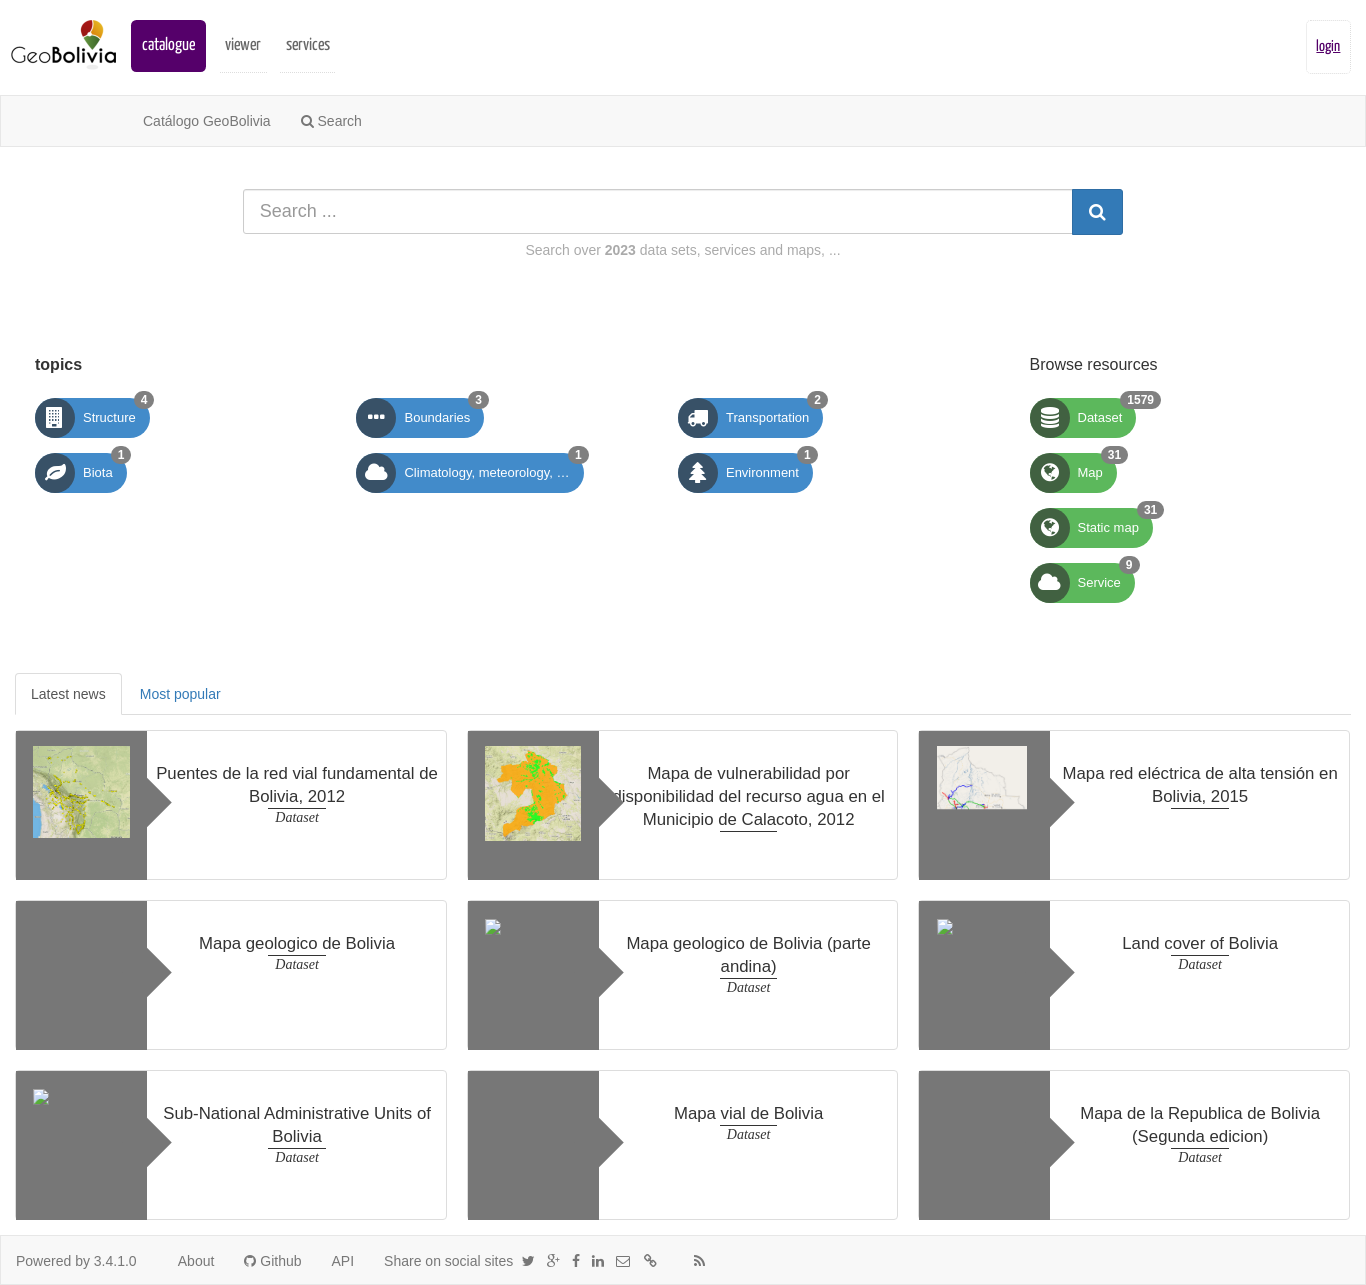 GeoBolivia catalogue viewer services login
Catálogo GeoBolivia Search
Search ...
Search over 2023 data sets, services and maps, ...
topics Browse resources
Structure 4 Boundaries 3 Transportation 2 Dataset 1579
Biota 1 Climatology, meteorology, … 1 Environment 1 Map 31
Static map 31
Service 9
Latest news Most popular
Puentes de la red vial fundamental de
Bolivia, 2012
Dataset
Mapa de vulnerabilidad por
disponibilidad del recurso agua en el
Municipio de Calacoto, 2012
Mapa red eléctrica de alta tensión en
Bolivia, 2015
Mapa geologico de Bolivia
Dataset
Mapa geologico de Bolivia (parte
andina)
Dataset
Land cover of Bolivia
Dataset
Sub-National Administrative Units of
Bolivia
Dataset
Mapa vial de Bolivia
Dataset
Mapa de la Republica de Bolivia
(Segunda edicion)
Dataset
Powered by 3.4.1.0 About Github API Share on social sites